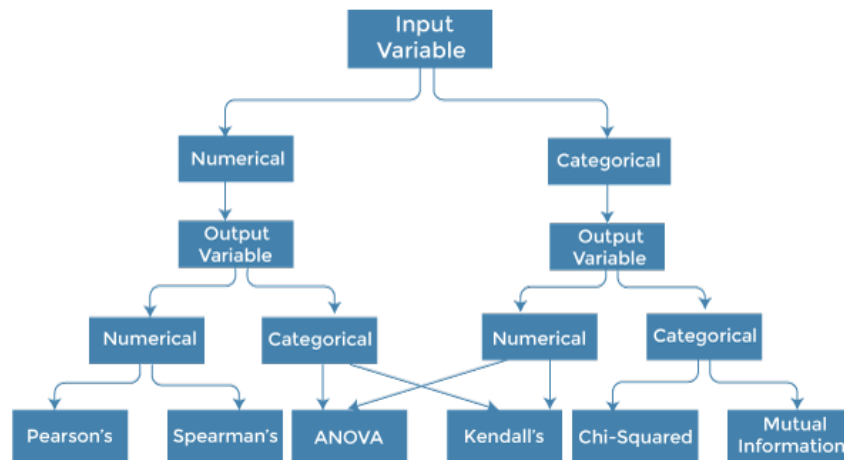 Input
Variable
Numerical
Categorical
Output
Variable
Output
Variable
Numerical
Categorical
Numerical
Categorical
Pearson's
Spearman's
ANOVA
Kendall's
Chi-Squared
Mutual
Information